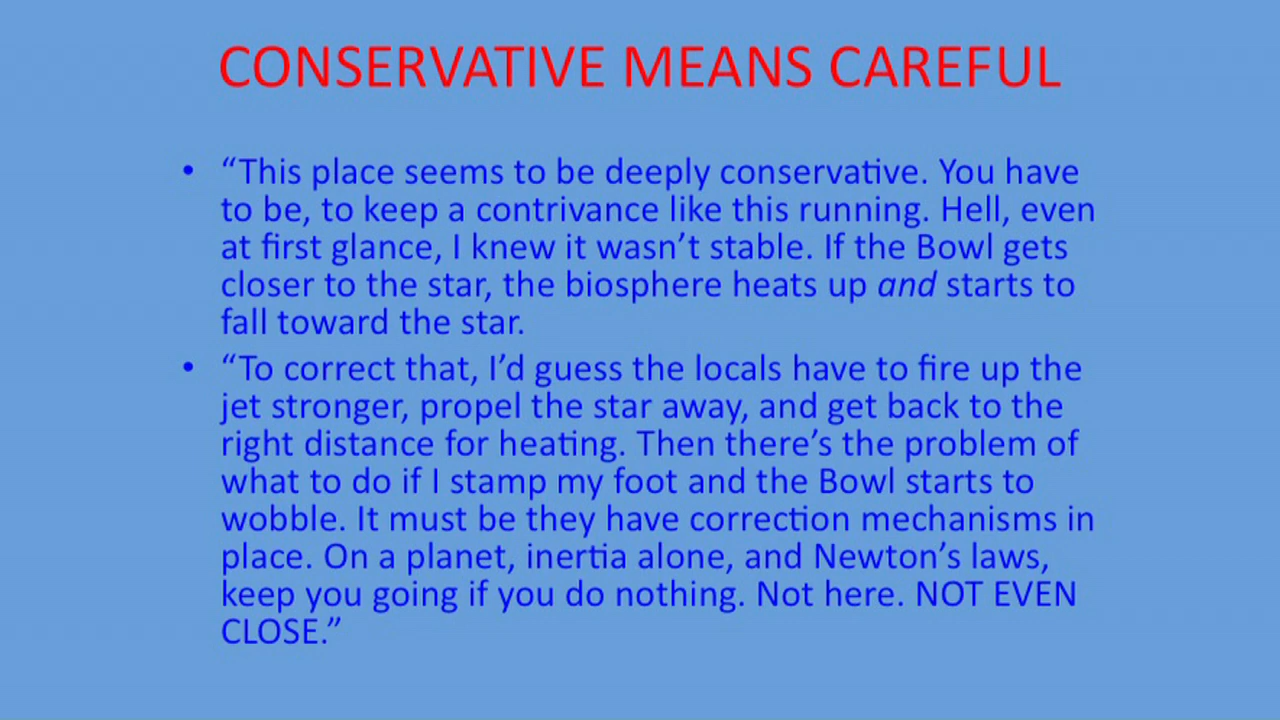 CONSERVATIVE MEANS CAREFUL
• “This place seems to be deeply conservative. You have
to be, to keep a contrivance like this running. Hell, even
at first glance, I knew it wasn’t stable. If the Bowl gets
closer to the star, the biosphere heats up and starts to
fall toward the star.
• “To correct that, I’d guess the locals have to fire up the
jet stronger, propel the star away, and get back to the
right distance for heating. Then there’s the problem of
what to do if I stamp my foot and the Bowl starts to
wobble. It must be they have correction mechanisms in
place. On a planet, inertia alone, and Newton’s laws,
keep you going if you do nothing. Not here. NOT EVEN
CLOSE.”